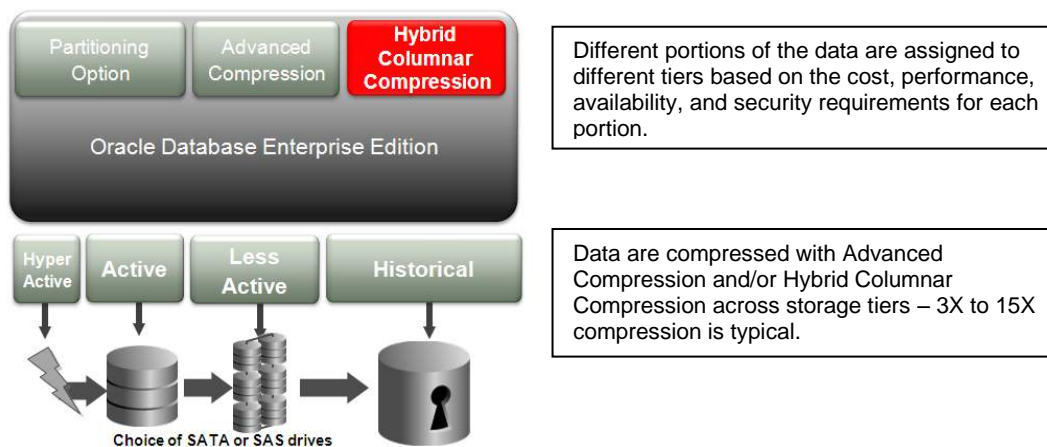 Partitioning
Option
Advanced
Compression
Hybrid
Columnar
Compression
Oracle Database Enterprise Edition
Different portions of the data are assigned to
different tiers based on the cost, performance,
availability, and security requirements for each
portion.
Hyper
Active
Active
Less
Active
Historical
Data are compressed with Advanced
Compression and/or Hybrid Columnar
Compression across storage tiers – 3X to 15X
compression is typical.
Choice of SATA or SAS drives